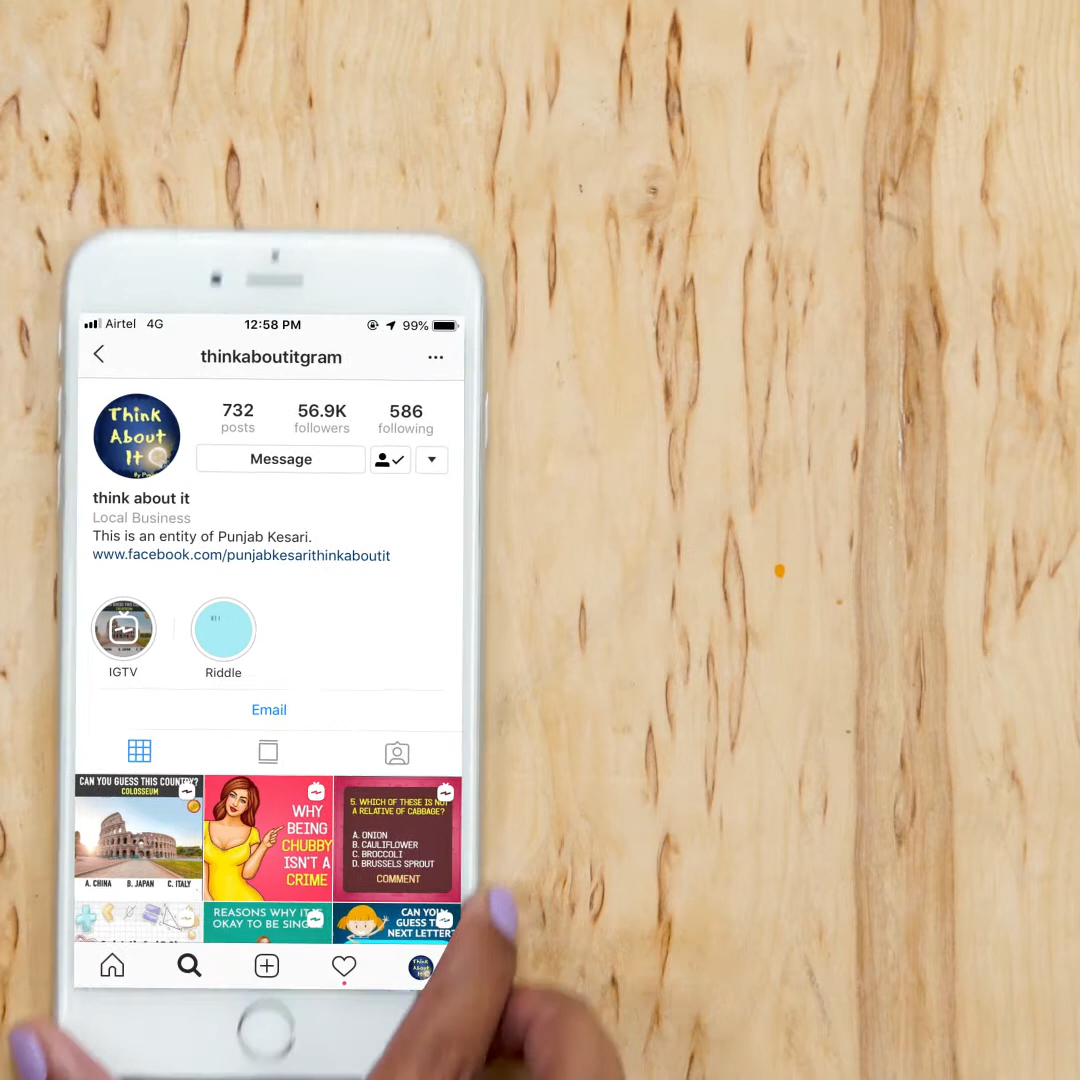 Airtel 4G 12:58 PM 99%
thinkaboutitgram
Think
About
It
732 56.9K 586
posts followers following
Message
think about it
Local Business
This is an entity of Punjab Kesari.
www.facebook.com/punjabkesarithinkaboutit
IGTV Riddle
Email
CAN YOU GUESS THIS COUNTRY?
COLOSSEUM
A. CHINA B. JAPAN C. ITALY
WHY
BEING
CHUBBY
ISN'T A
CRIME
5. WHICH OF THESE IS NOT
A RELATIVE OF CABBAGE?
A. ONION
B. CAULIFLOWER
C. BROCCOLI
D. BRUSSELS SPROUT
COMMENT
REASONS WHY IT'S
OKAY TO BE
CAN YOU
GUESS
NEXT LETTER
Think
About
It